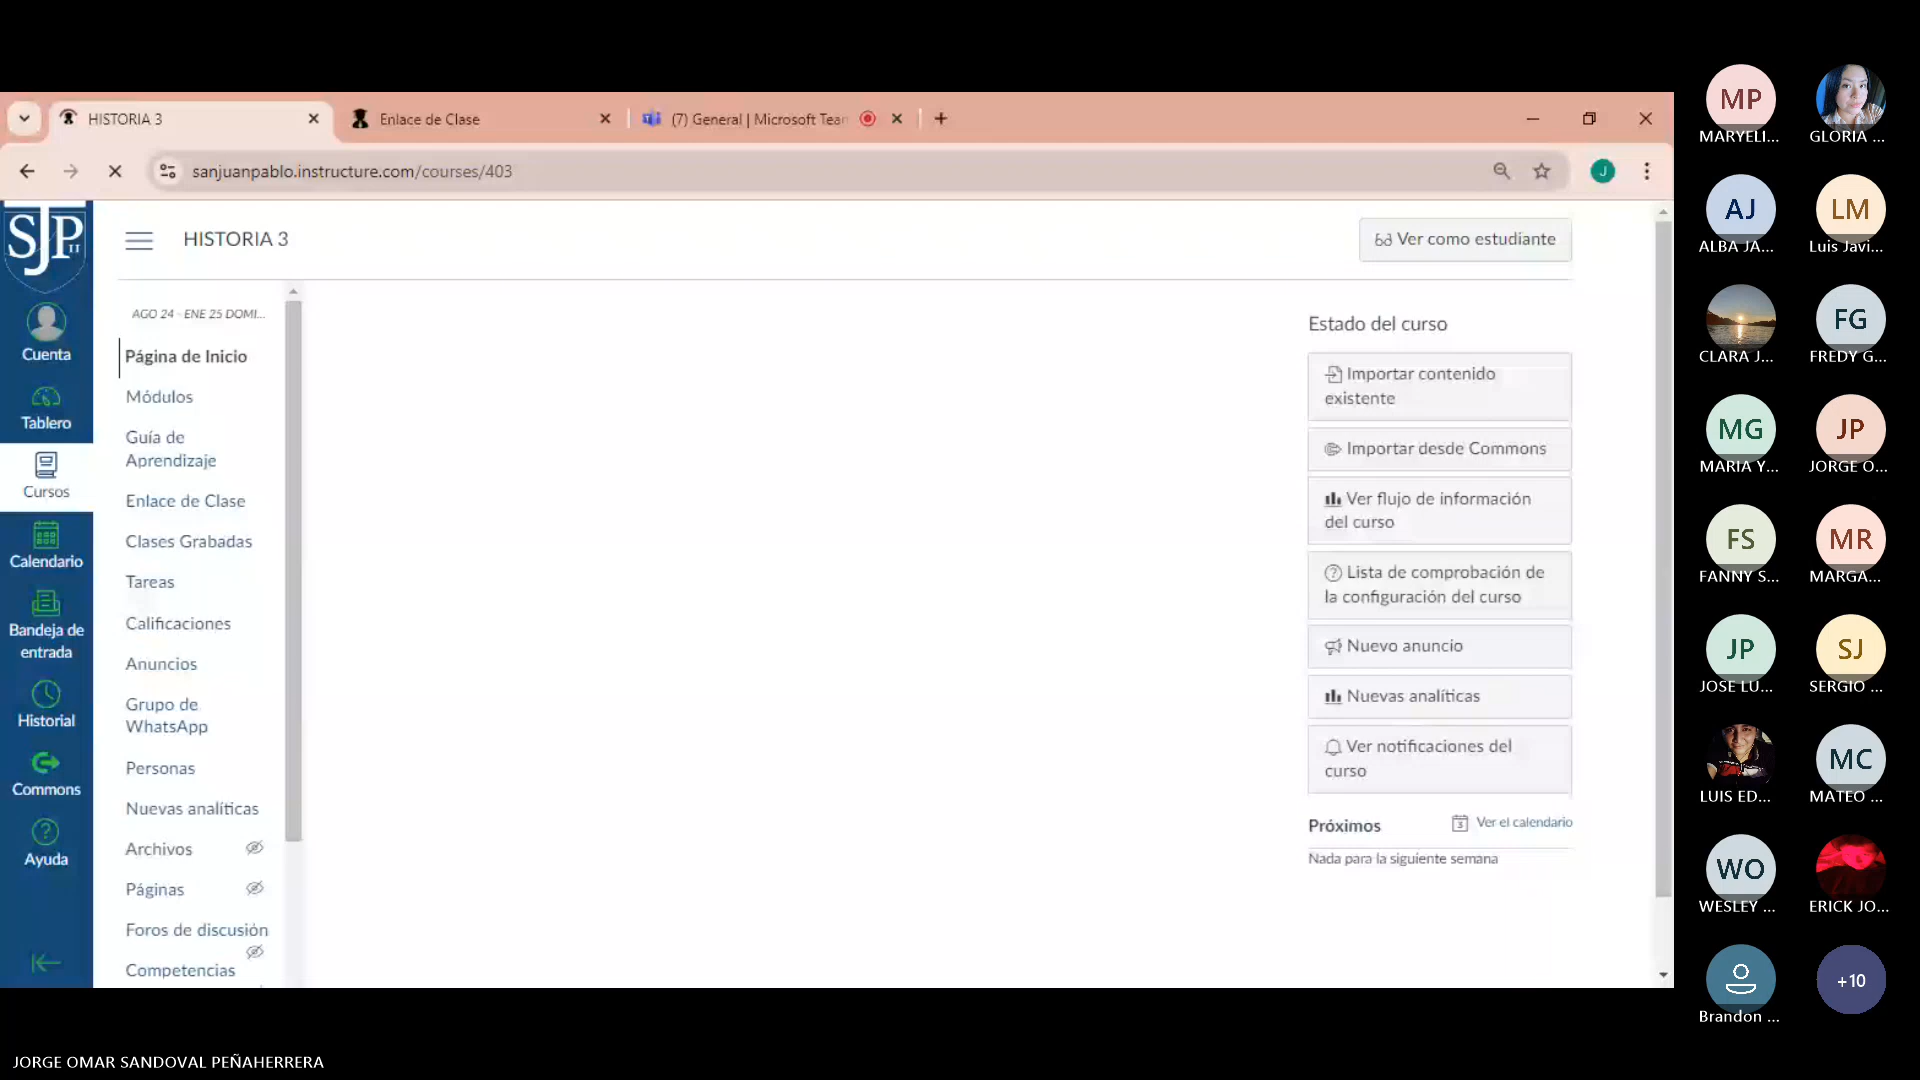 HISTORIA 3
Enlace de Clase
(7) General | Microsoft Tear
sanjuanpablo.instructure.com/courses/403
J
SJP II
HISTORIA 3
Ver como estudiante
Cuenta
Tablero
Cursos
Calendario
Bandeja de
entrada
Historial
Commons
Ayuda
AGO 24 - ENE 25 DOMI...
Página de Inicio
Módulos
Guía de
Aprendizaje
Enlace de Clase
Clases Grabadas
Tareas
Calificaciones
Anuncios
Grupo de
WhatsApp
Personas
Nuevas analíticas
Archivos
Páginas
Foros de discusión
Competencias
Estado del curso
Importar contenido
existente
Importar desde Commons
Ver flujo de información
del curso
Lista de comprobación de
la configuración del curso
Nuevo anuncio
Nuevas analíticas
Ver notificaciones del
curso
Próximos
3 Ver el calendario
Nada para la siguiente semana
MP
MARYELI...
GLORIA ...
AJ
ALBA JA...
LM
Luis Javi...
CLARA J...
FG
FREDY G...
MG
MARIA Y...
JP
JORGE O...
FS
FANNY S...
MR
MARGA...
JP
JOSE LU...
SJ
SERGIO ...
LUIS ED...
MC
MATEO ...
WO
WESLEY ...
ERICK JO...
Brandon ...
+10
JORGE OMAR SANDOVAL PEÑAHERRERA